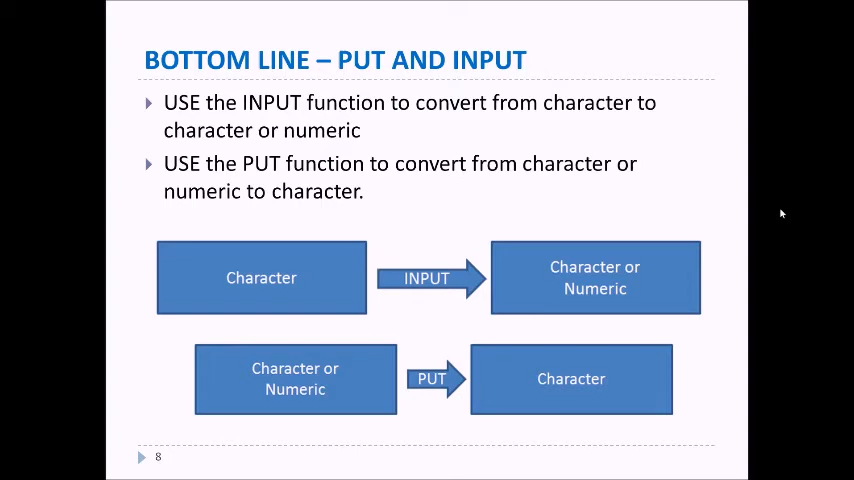 BOTTOM LINE – PUT AND INPUT
USE the INPUT function to convert from character to
character or numeric
USE the PUT function to convert from character or
numeric to character.
Character
INPUT
Character or
Numeric
Character or
Numeric
PUT
Character
8